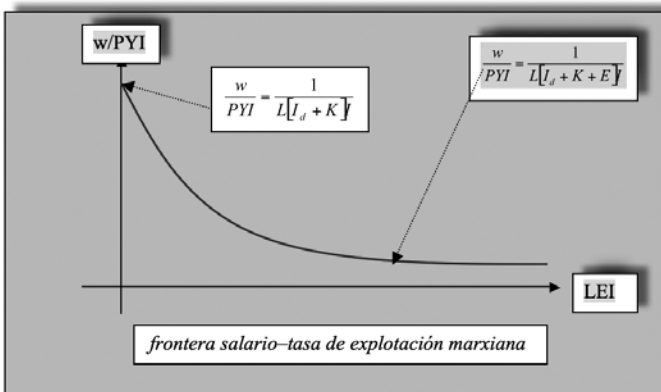 w/PYI
w/PYI = 1/L[I_d + K]I
w/PYI = 1/L[I_d + K + E]I
LEI
frontera salario–tasa de explotación marxiana